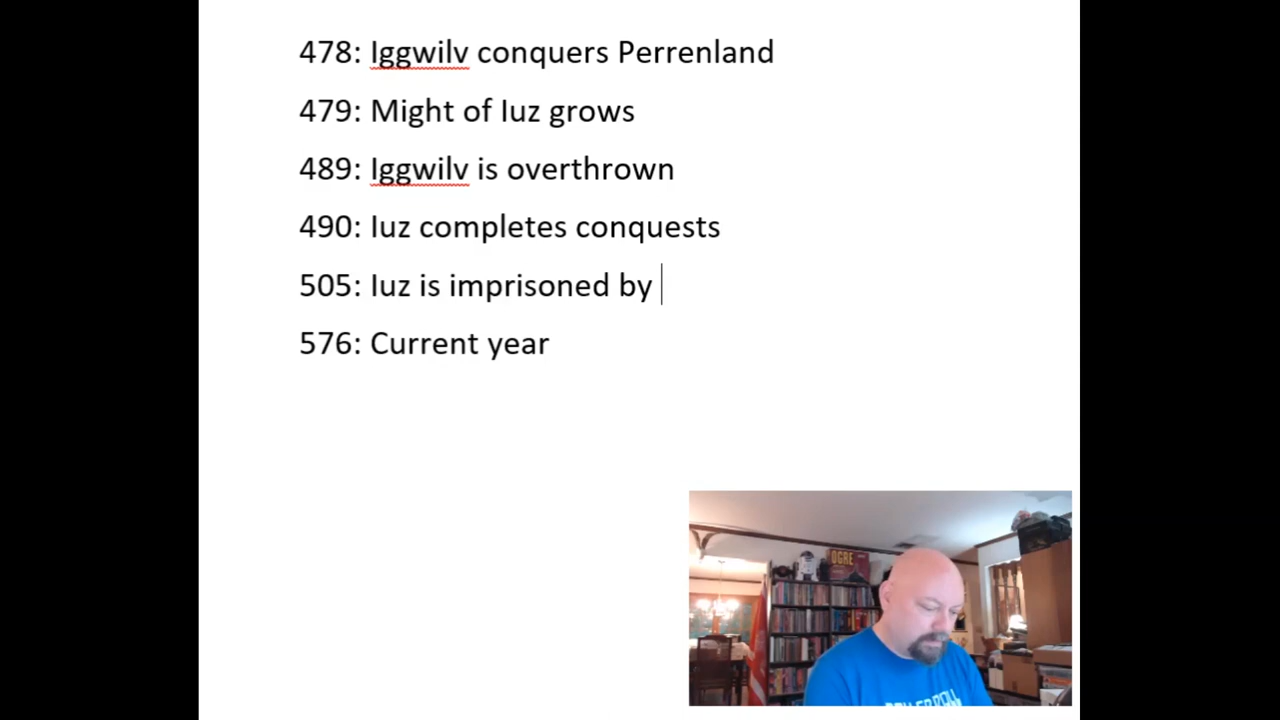 478: Iggwilv conquers Perrenland
479: Might of Iuz grows
489: Iggwilv is overthrown
490: Iuz completes conquests
505: Iuz is imprisoned by
576: Current year
OGRE